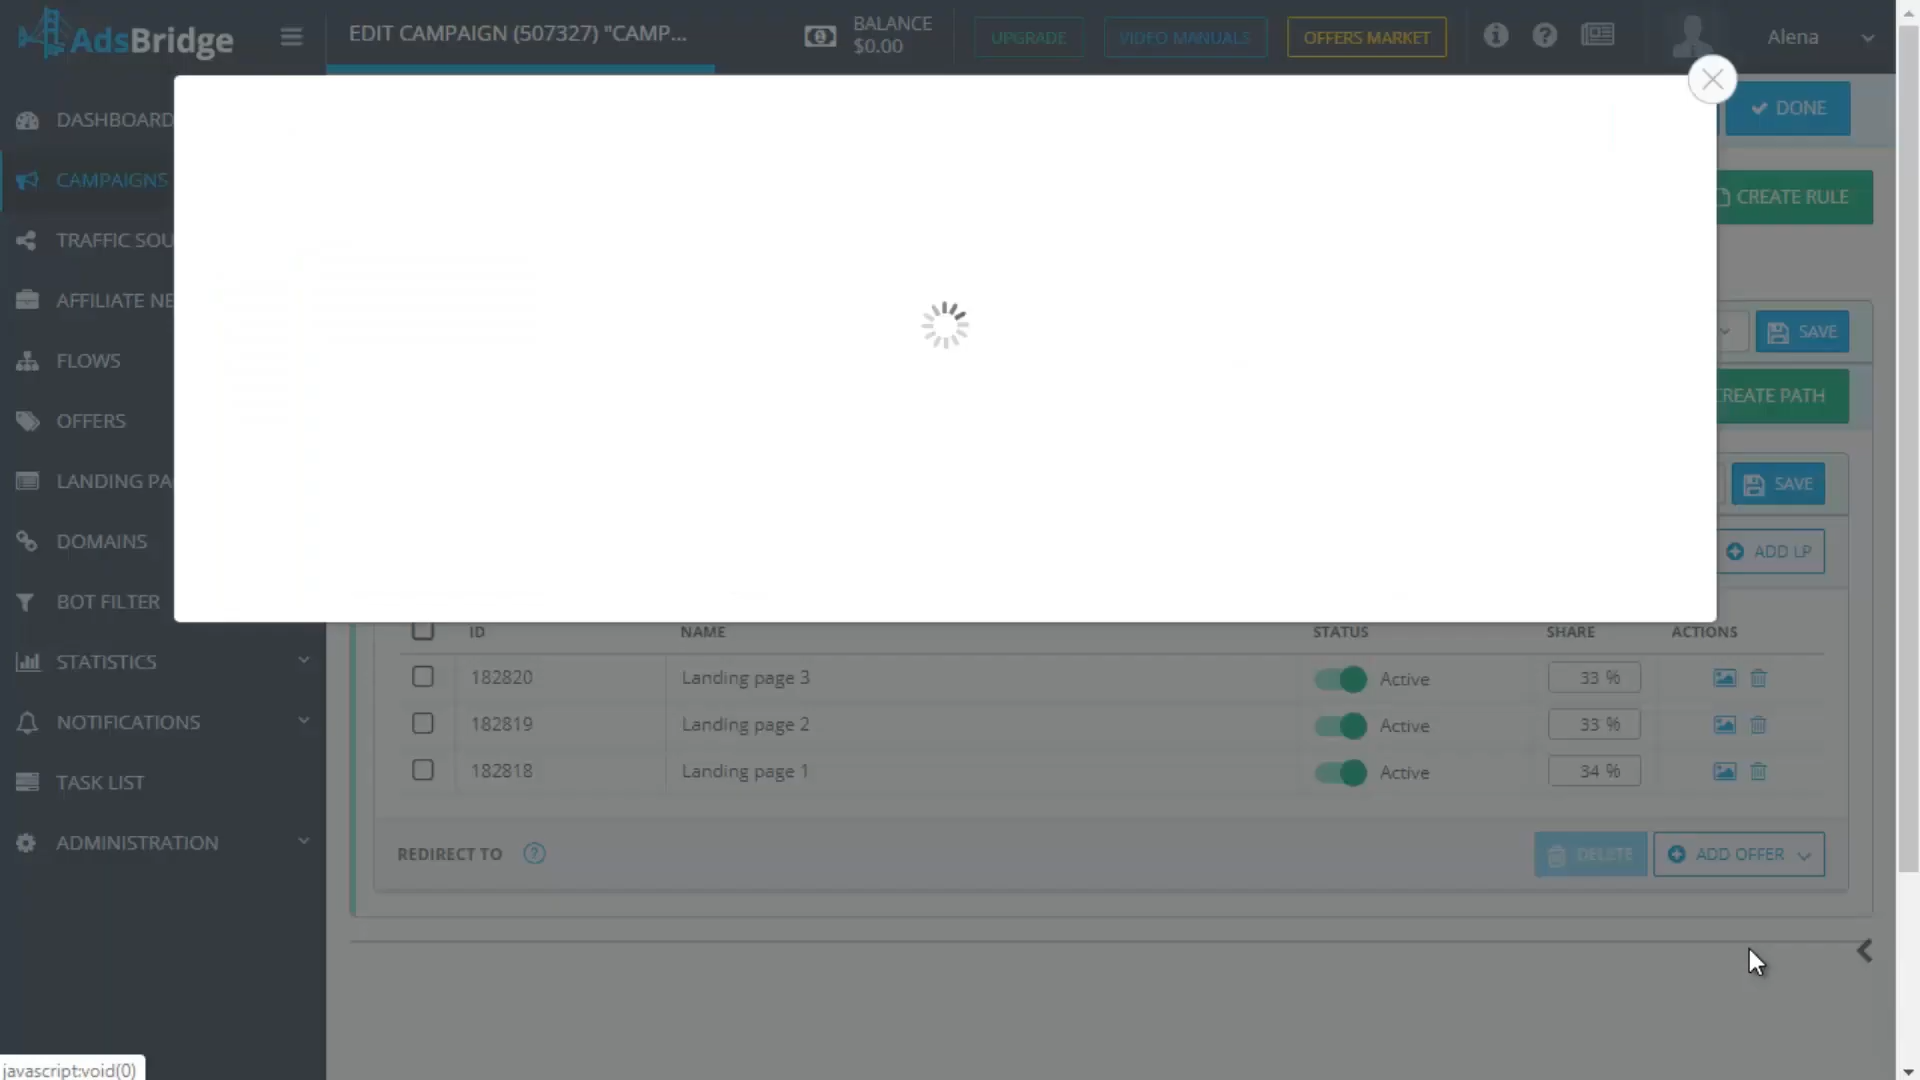 AdsBridge
EDIT CAMPAIGN (507327) "CAMP...
BALANCE
$0.00
UPGRADE
VIDEO MANUALS
OFFERS MARKET
Alena
DONE
DASHBOARD
CAMPAIGNS
CREATE RULE
TRAFFIC SOU
AFFILIATE NE
SAVE
FLOWS
REATE PATH
OFFERS
LANDING PA
SAVE
DOMAINS
ADD LP
BOT FILTER
ID NAME STATUS SHARE ACTIONS
STATISTICS
182820 Landing page 3 Active 33 %
NOTIFICATIONS
182819 Landing page 2 Active 33 %
182818 Landing page 1 Active 34 %
TASK LIST
ADMINISTRATION
REDIRECT TO ?
DELETE
ADD OFFER
javascript:void(0)